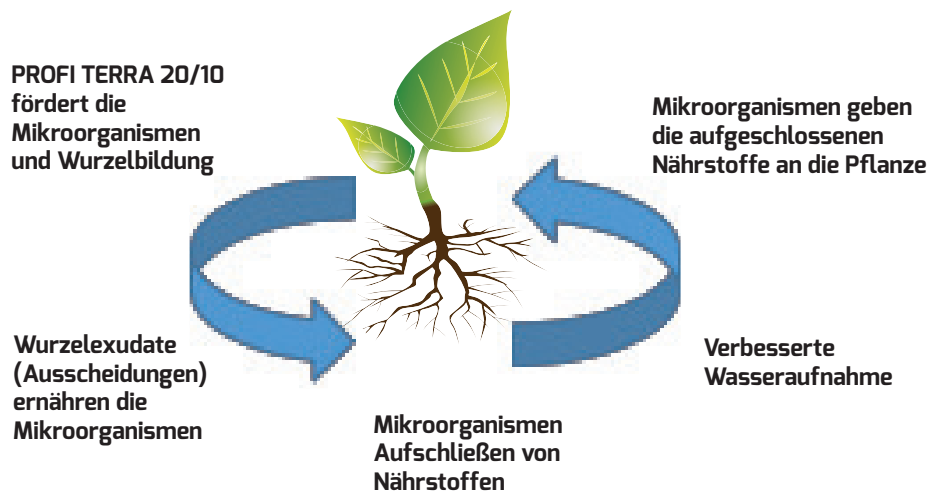 PROFI TERRA 20/10
fördert die
Mikroorganismen
und Wurzelbildung
Mikroorganismen geben
die aufgeschlossenen
Nährstoffe an die Pflanze
Wurzelexudate
(Ausscheidungen)
ernähren die
Mikroorganismen
Mikroorganismen
Aufschließen von
Nährstoffen
Verbesserte
Wasseraufnahme